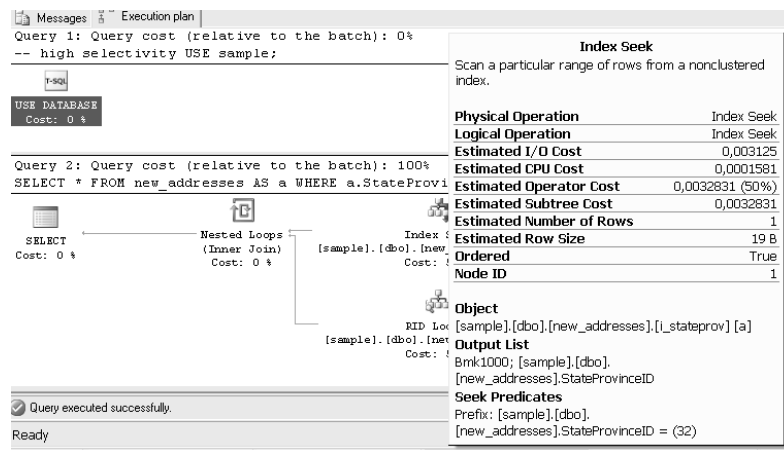 Messages Execution plan
Query 1: Query cost (relative to the batch): 0%
-- high selectivity USE sample;
T-SQL
USE DATABASE
Cost: 0 %
Query 2: Query cost (relative to the batch): 100%
SELECT * FROM new_addresses AS a WHERE a.StateProvi
SELECT
Cost: 0 %
Nested Loops
(Inner Join)
Cost: 0 %
Index S
[sample].[dbo].[new_
Cost:
RID Loo
[sample].[dbo].[new
Cost:
Query executed successfully.
Ready
Index Seek
Scan a particular range of rows from a nonclustered
index.
Physical Operation Index Seek
Logical Operation Index Seek
Estimated I/O Cost 0,003125
Estimated CPU Cost 0,0001581
Estimated Operator Cost 0,0032831 (50%)
Estimated Subtree Cost 0,0032831
Estimated Number of Rows 1
Estimated Row Size 19 B
Ordered True
Node ID 1
Object
[sample].[dbo].[new_addresses].[i_stateprov] [a]
Output List
Bmk1000; [sample].[dbo].
[new_addresses].StateProvinceID
Seek Predicates
Prefix: [sample].[dbo].
[new_addresses].StateProvinceID = (32)